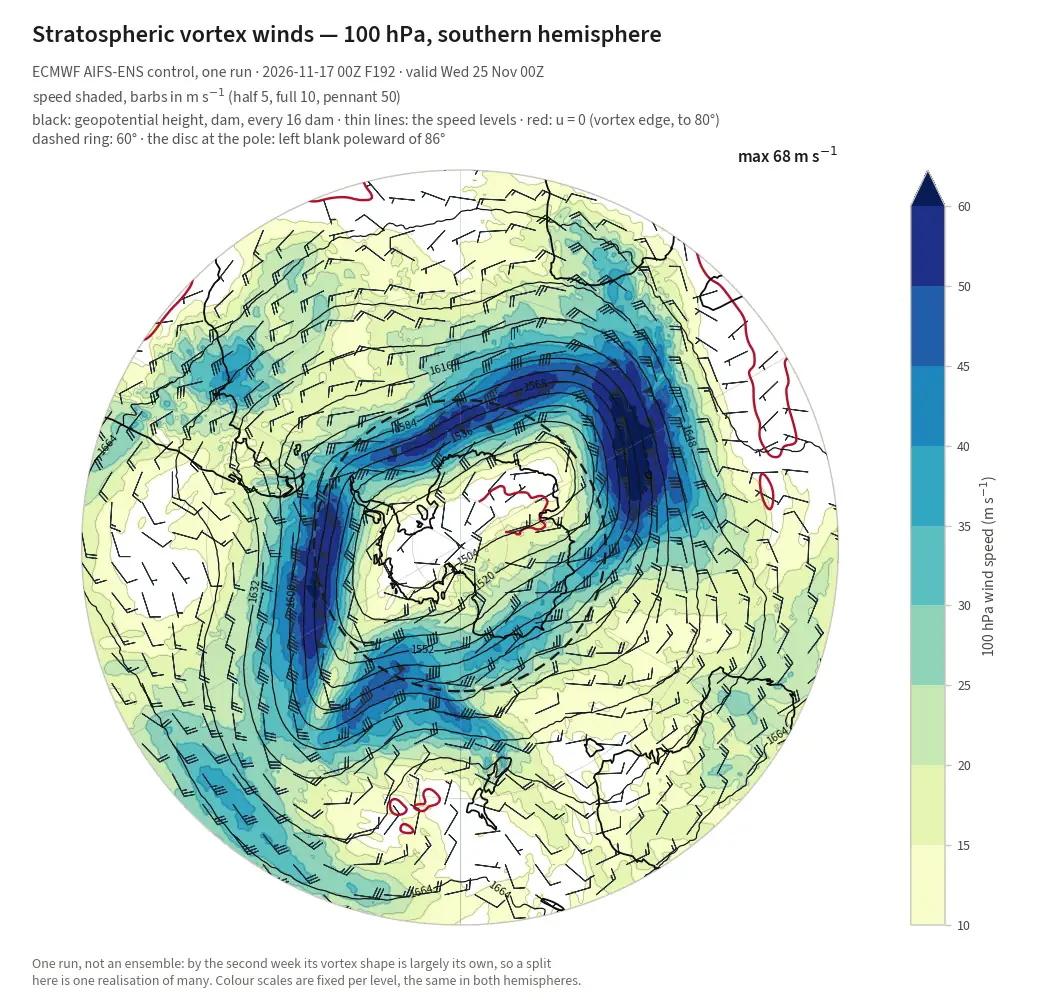 Stratospheric vortex winds — 100 hPa, southern hemisphere
ECMWF AIFS-ENS control, one run · 2026-11-17 00Z F192 · valid Wed 25 Nov 00Z
speed shaded, barbs in m s⁻¹ (half 5, full 10, pennant 50)
black: geopotential height, dam, every 16 dam · thin lines: the speed levels · red: u = 0 (vortex edge, to 80°)
dashed ring: 60° · the disc at the pole: left blank poleward of 86°
max 68 m s⁻¹
60
50
45
40
35
30
25
20
15
10
100 hPa wind speed (m s⁻¹)
1616
1568
1584
1536
1648
1664
1504
1520
1632
1600
1552
1664
1664
1664
One run, not an ensemble: by the second week its vortex shape is largely its own, so a split
here is one realisation of many. Colour scales are fixed per level, the same in both hemispheres.